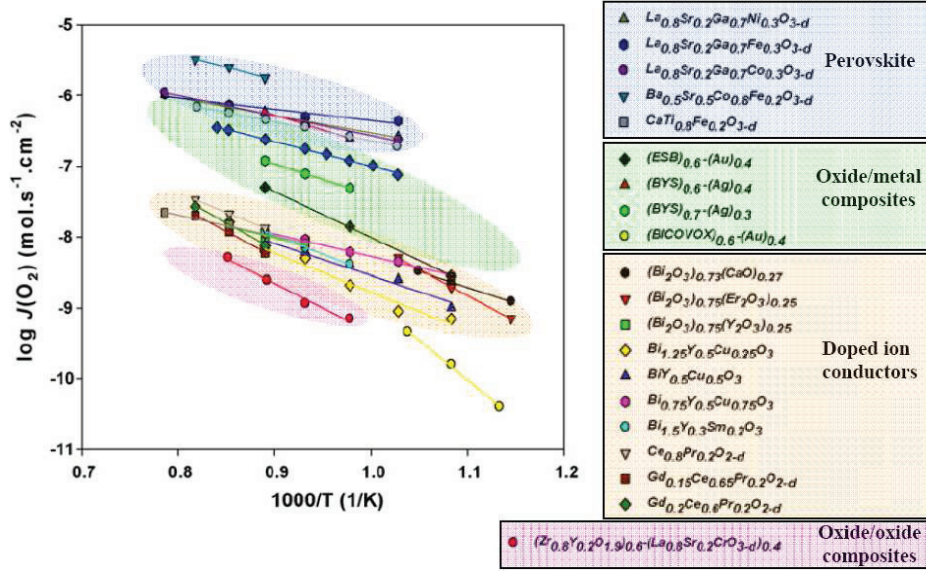 -5
-6
-7
-8
-9
-10
-11
log J(O2) (mol.s-1.cm-2)
0.7 0.8 0.9 1.0 1.1 1.2
1000/T (1/K)
La0.8Sr0.2Ga0.7Ni0.3O3-d
La0.8Sr0.2Ga0.7Fe0.3O3-d
La0.8Sr0.2Ga0.7Co0.3O3-d
Ba0.5Sr0.5Co0.8Fe0.2O3-d
CaTi0.8Fe0.2O3-d
Perovskite
(ESB)0.6-(Au)0.4
(BYS)0.6-(Ag)0.4
(BYS)0.7-(Ag)0.3
(BICOVOX)0.6-(Au)0.4
Oxide/metal
composites
(Bi2O3)0.73(CaO)0.27
(Bi2O3)0.75(Er2O3)0.25
(Bi2O3)0.75(Y2O3)0.25
Bi1.25Y0.5Cu0.25O3
BiY0.5Cu0.5O3
Bi0.75Y0.5Cu0.75O3
Bi1.5Y0.3Sm0.2O3
Ce0.8Pr0.2O2-d
Gd0.15Ce0.65Pr0.2O2-d
Gd0.2Ce0.6Pr0.2O2-d
Doped ion
conductors
(Zr0.8Y0.2O1.9)0.6-(La0.8Sr0.2CrO3-d)0.4
Oxide/oxide
composites